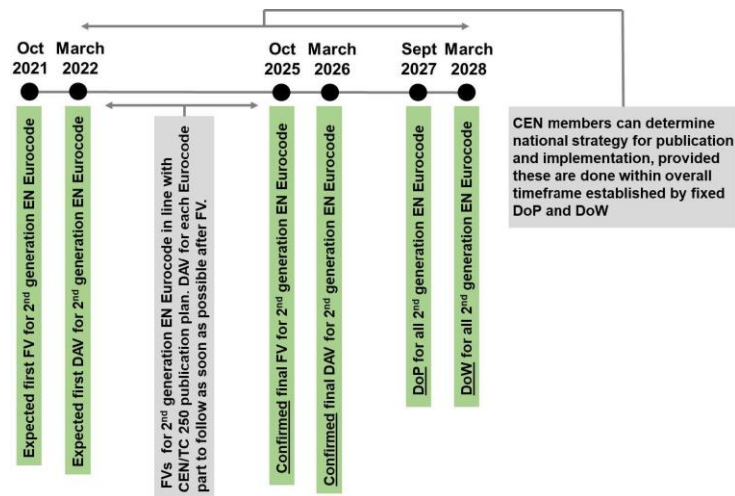 Oct
2021
March
2022
Oct
2025
March
2026
Sept
2027
March
2028
Expected first FV for 2nd generation EN Eurocode
Expected first DAV for 2nd generation EN Eurocode
FVs for 2nd generation EN Eurocode in line with
CEN/TC 250 publication plan. DAV for each Eurocode
part to follow as soon as possible after FV.
Confirmed final FV for 2nd generation EN Eurocode
Confirmed final DAV for 2nd generation EN Eurocode
DoP for all 2nd generation EN Eurocode
DoW for all 2nd generation EN Eurocode
CEN members can determine
national strategy for publication
and implementation, provided
these are done within overall
timeframe established by fixed
DoP and DoW